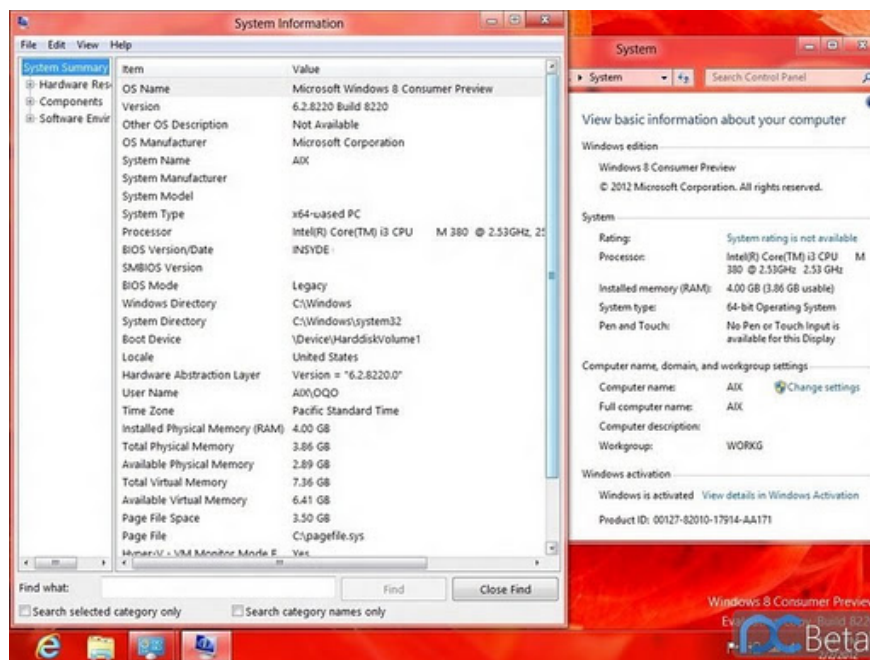 System Information
File Edit View Help
System Summary
Hardware Res
Components
Software Envir
Item Value
OS Name Microsoft Windows 8 Consumer Preview
Version 6.2.8220 Build 8220
Other OS Description Not Available
OS Manufacturer Microsoft Corporation
System Name AIX
System Manufacturer
System Model
System Type x64-based PC
Processor Intel(R) Core(TM) i3 CPU M 380 @ 2.53GHz, 25
BIOS Version/Date INSYDE
SMBIOS Version
BIOS Mode Legacy
Windows Directory C:\Windows
System Directory C:\Windows\system32
Boot Device \Device\HarddiskVolume1
Locale United States
Hardware Abstraction Layer Version = "6.2.8220.0"
User Name AIX\OQO
Time Zone Pacific Standard Time
Installed Physical Memory (RAM) 4.00 GB
Total Physical Memory 3.86 GB
Available Physical Memory 2.89 GB
Total Virtual Memory 7.36 GB
Available Virtual Memory 6.41 GB
Page File Space 3.50 GB
Page File C:\pagefile.sys
Hyper-V - VM Monitor Mode E Yes
Find what: Find Close Find
Search selected category only Search category names only
System
System Search Control Panel
View basic information about your computer
Windows edition
Windows 8 Consumer Preview
© 2012 Microsoft Corporation. All rights reserved.
System
Rating: System rating is not available
Processor: Intel(R) Core(TM) i3 CPU M
380 @ 2.53GHz 2.53 GHz
Installed memory (RAM): 4.00 GB (3.86 GB usable)
System type: 64-bit Operating System
Pen and Touch: No Pen or Touch Input is
available for this Display
Computer name, domain, and workgroup settings
Computer name: AIX Change settings
Full computer name: AIX
Computer description:
Workgroup: WORKG
Windows activation
Windows is activated View details in Windows Activation
Product ID: 00127-82010-17914-AA171
Windows 8 Consumer Preview
Build 822
PCBeta